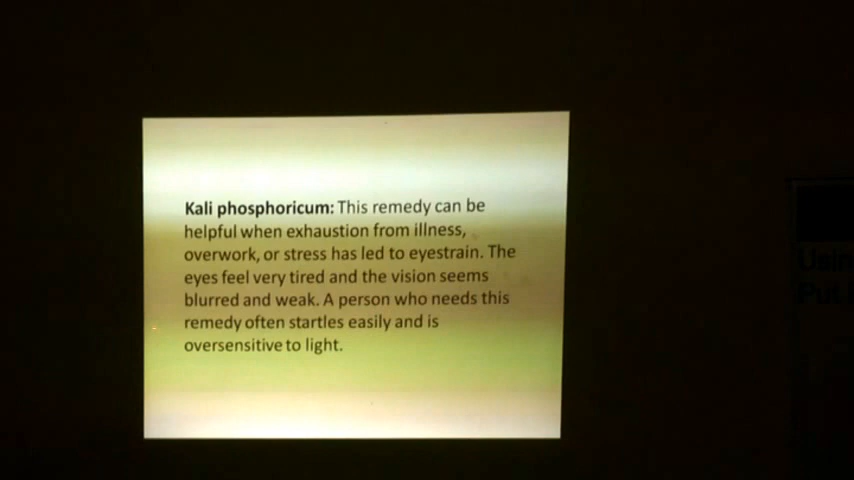 Kali phosphoricum: This remedy can be
helpful when exhaustion from illness,
overwork, or stress has led to eyestrain. The
eyes feel very tired and the vision seems
blurred and weak. A person who needs this
remedy often startles easily and is
oversensitive to light.
Put